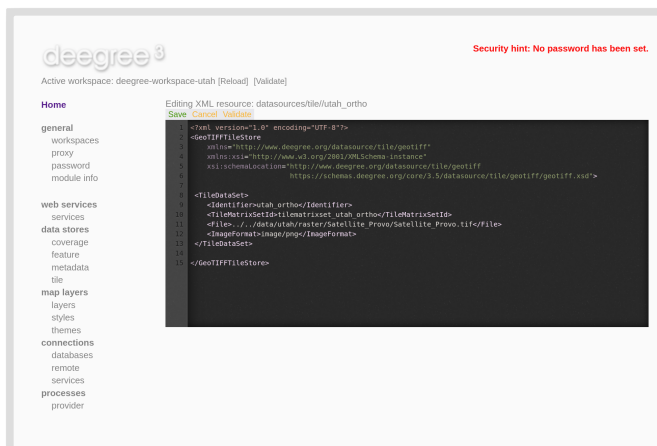 deegree 3
Security hint: No password has been set.
Active workspace: deegree-workspace-utah [Reload] [Validate]
Home
general
workspaces
proxy
password
module info
web services
services
data stores
coverage
feature
metadata
tile
map layers
layers
styles
themes
connections
databases
remote
services
processes
provider
Editing XML resource: datasources/tile//utah_ortho
Save Cancel Validate
1 <?xml version="1.0" encoding="UTF-8"?>
2 <GeoTIFFTileStore
3 xmlns="http://www.deegree.org/datasource/tile/geotiff"
4 xmlns:xsi="http://www.w3.org/2001/XMLSchema-instance"
5 xsi:schemaLocation="http://www.deegree.org/datasource/tile/geotiff
6 https://schemas.deegree.org/core/3.5/datasource/tile/geotiff/geotiff.xsd">
7
8 <TileDataSet>
9 <Identifier>utah_ortho</Identifier>
10 <TileMatrixSetId>tilematrixset_utah_ortho</TileMatrixSetId>
11 <File>../../data/utah/raster/Satellite_Provo/Satellite_Provo.tif</File>
12 <ImageFormat>image/png</ImageFormat>
13 </TileDataSet>
14
15 </GeoTIFFTileStore>